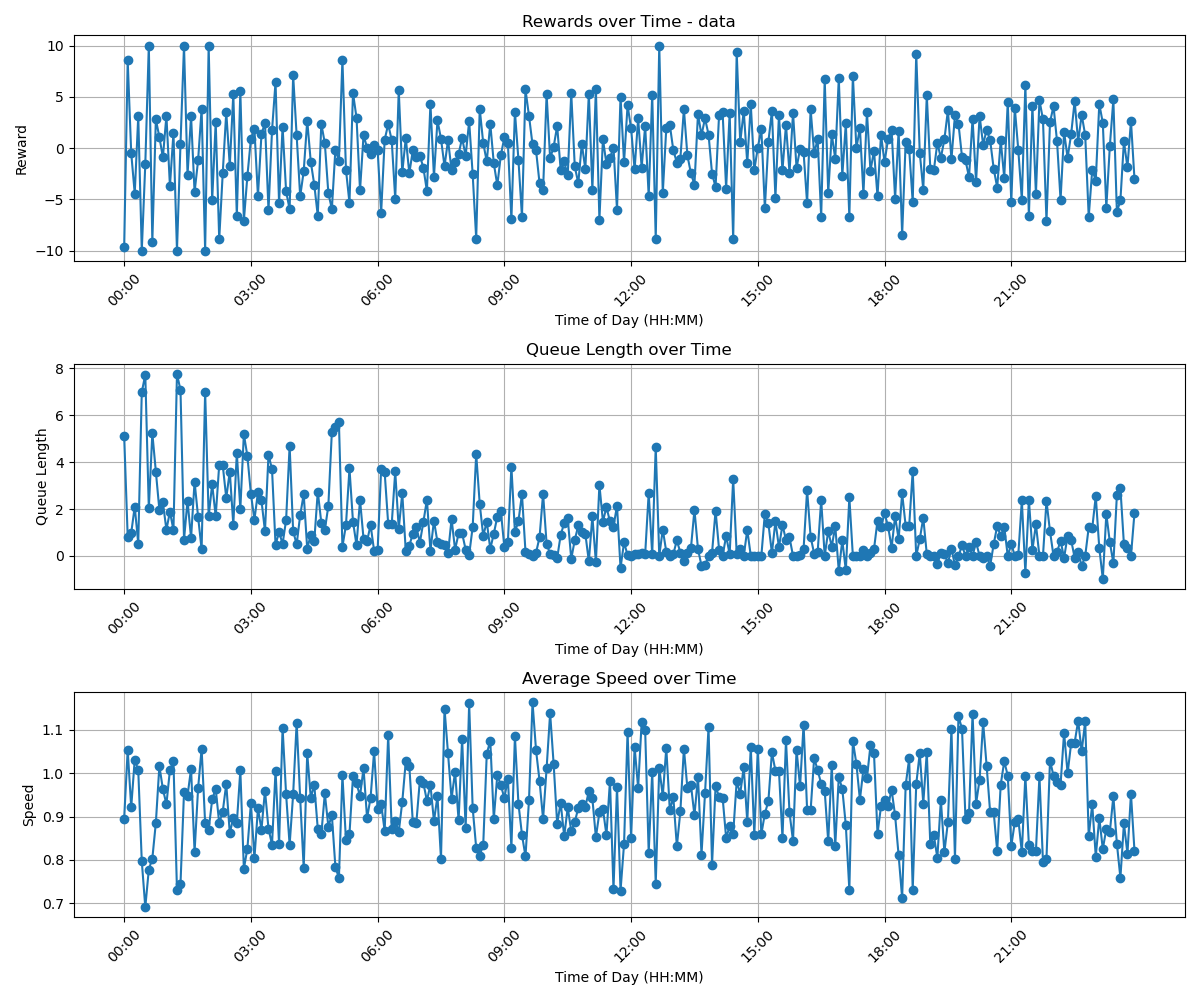 Rewards over Time - data
10
5
0
−5
−10
Reward
00:00 03:00 06:00 09:00 12:00 15:00 18:00 21:00
Time of Day (HH:MM)
Queue Length over Time
8
6
4
2
0
Queue Length
00:00 03:00 06:00 09:00 12:00 15:00 18:00 21:00
Time of Day (HH:MM)
Average Speed over Time
1.1
1.0
0.9
0.8
0.7
Speed
00:00 03:00 06:00 09:00 12:00 15:00 18:00 21:00
Time of Day (HH:MM)